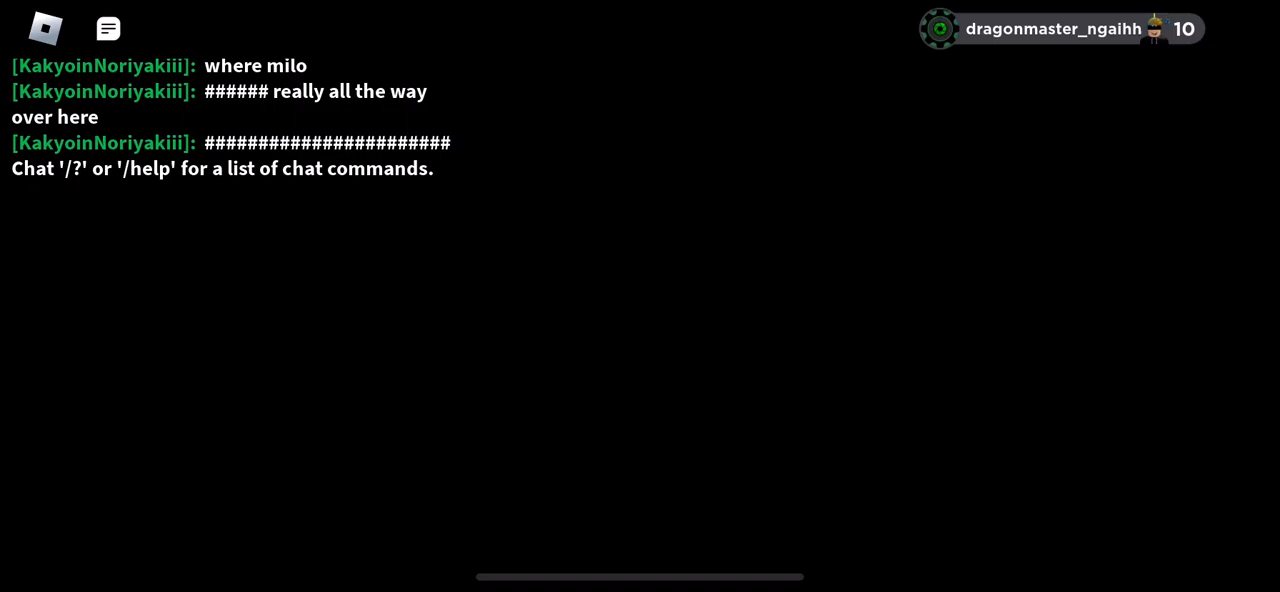 dragonmaster_ngaihh 10
[KakyoinNoriyakiii]: where milo
[KakyoinNoriyakiii]: ###### really all the way
over here
[KakyoinNoriyakiii]: #######################
Chat '/?' or '/help' for a list of chat commands.